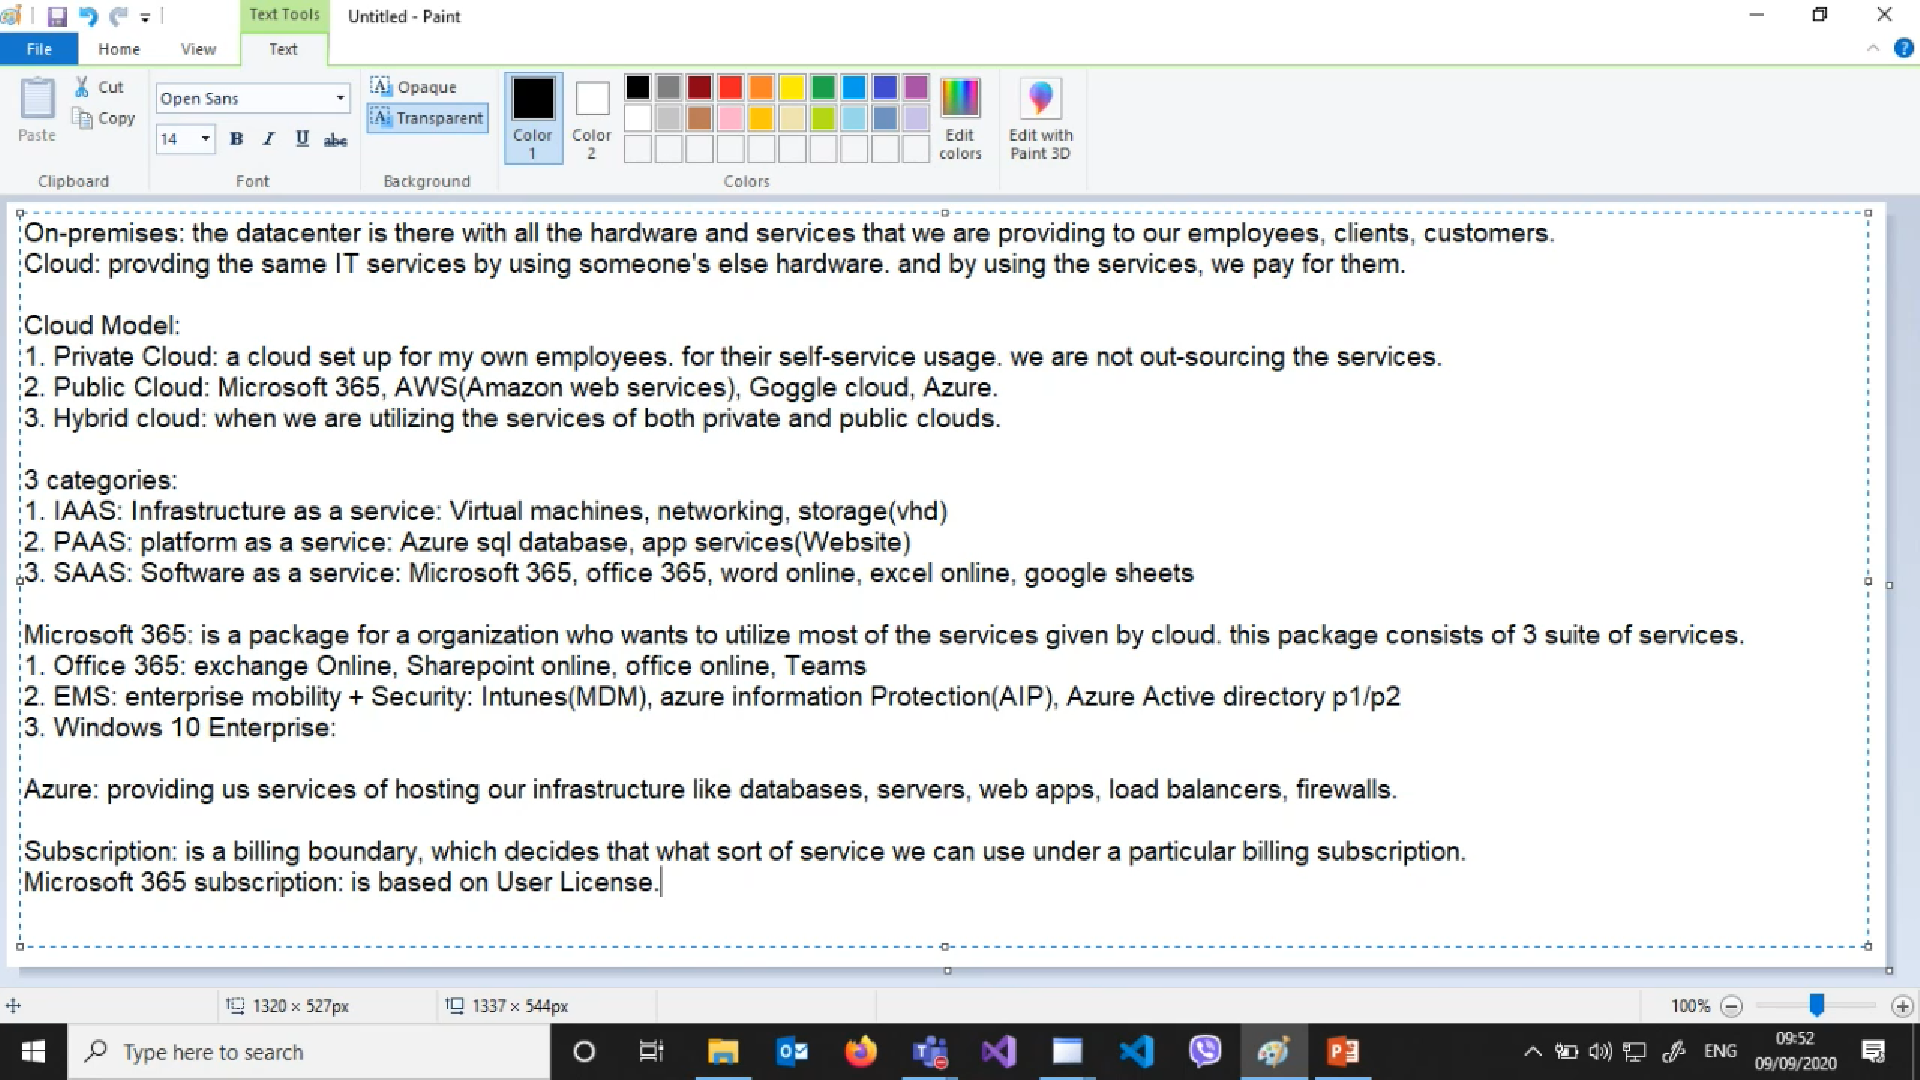 Text Tools
Untitled - Paint
File
Home
View
Text
Paste
Cut
Copy
Clipboard
Open Sans
14
B I U abc
Font
Opaque
Transparent
Background
Color 1
Color 2
Edit colors
Colors
Edit with Paint 3D
On-premises: the datacenter is there with all the hardware and services that we are providing to our employees, clients, customers.
Cloud: provding the same IT services by using someone's else hardware. and by using the services, we pay for them.
Cloud Model:
1. Private Cloud: a cloud set up for my own employees. for their self-service usage. we are not out-sourcing the services.
2. Public Cloud: Microsoft 365, AWS(Amazon web services), Goggle cloud, Azure.
3. Hybrid cloud: when we are utilizing the services of both private and public clouds.
3 categories:
1. IAAS: Infrastructure as a service: Virtual machines, networking, storage(vhd)
2. PAAS: platform as a service: Azure sql database, app services(Website)
3. SAAS: Software as a service: Microsoft 365, office 365, word online, excel online, google sheets
Microsoft 365: is a package for a organization who wants to utilize most of the services given by cloud. this package consists of 3 suite of services.
1. Office 365: exchange Online, Sharepoint online, office online, Teams
2. EMS: enterprise mobility + Security: Intunes(MDM), azure information Protection(AIP), Azure Active directory p1/p2
3. Windows 10 Enterprise:
Azure: providing us services of hosting our infrastructure like databases, servers, web apps, load balancers, firewalls.
Subscription: is a billing boundary, which decides that what sort of service we can use under a particular billing subscription.
Microsoft 365 subscription: is based on User License.
1320 × 527px
1337 × 544px
100%
Type here to search
ENG
09:52
09/09/2020